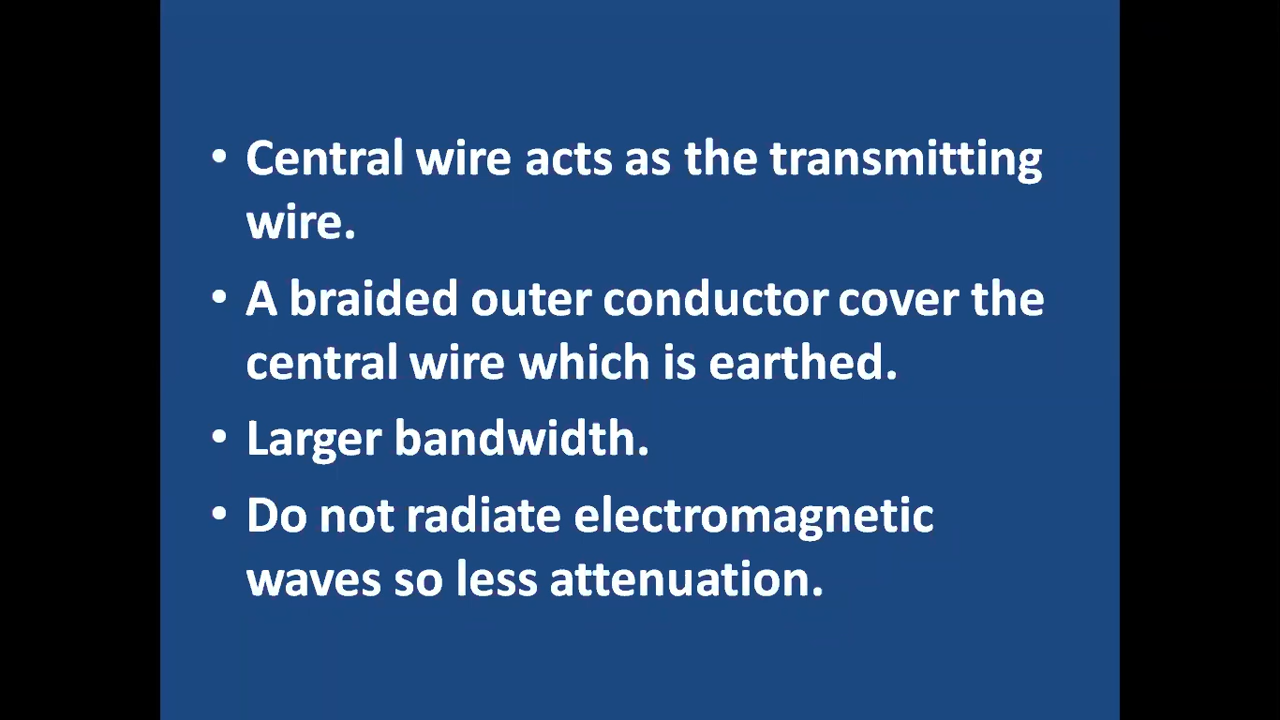 • Central wire acts as the transmitting
wire.
• A braided outer conductor cover the
central wire which is earthed.
• Larger bandwidth.
• Do not radiate electromagnetic
waves so less attenuation.